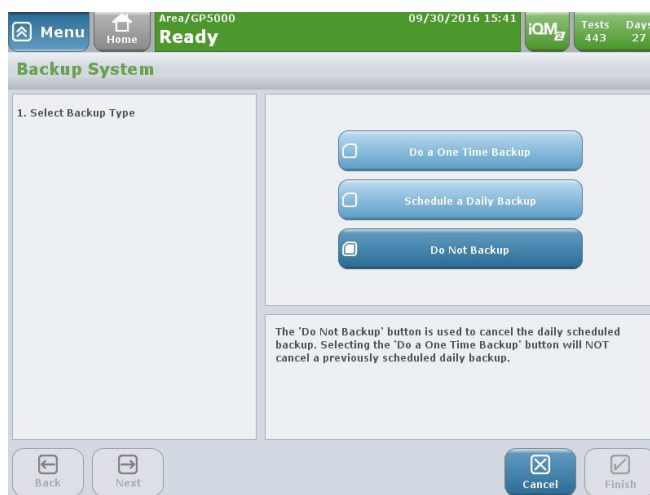 Menu
Home
Area/GP5000
09/30/2016 15:41
Ready
iQM2
Tests
443
Days
27
Backup System
1. Select Backup Type
Do a One Time Backup
Schedule a Daily Backup
Do Not Backup
The 'Do Not Backup' button is used to cancel the daily scheduled
backup. Selecting the 'Do a One Time Backup' button will NOT
cancel a previously scheduled daily backup.
Back
Next
Cancel
Finish